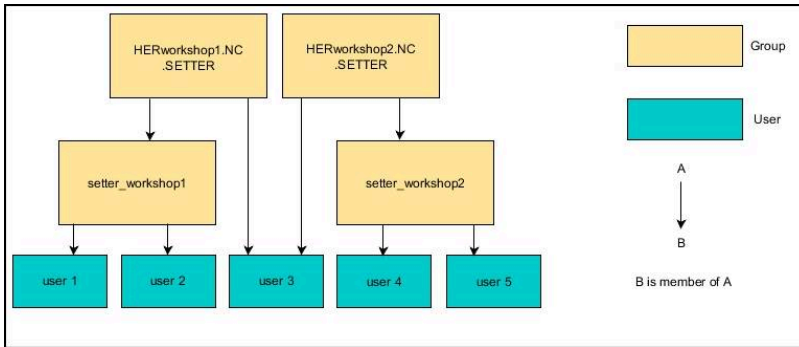 HERworkshop1.NC
.SETTER
HERworkshop2.NC
.SETTER
Group
User
setter_workshop1
setter_workshop2
A
B
user 1
user 2
user 3
user 4
user 5
B is member of A